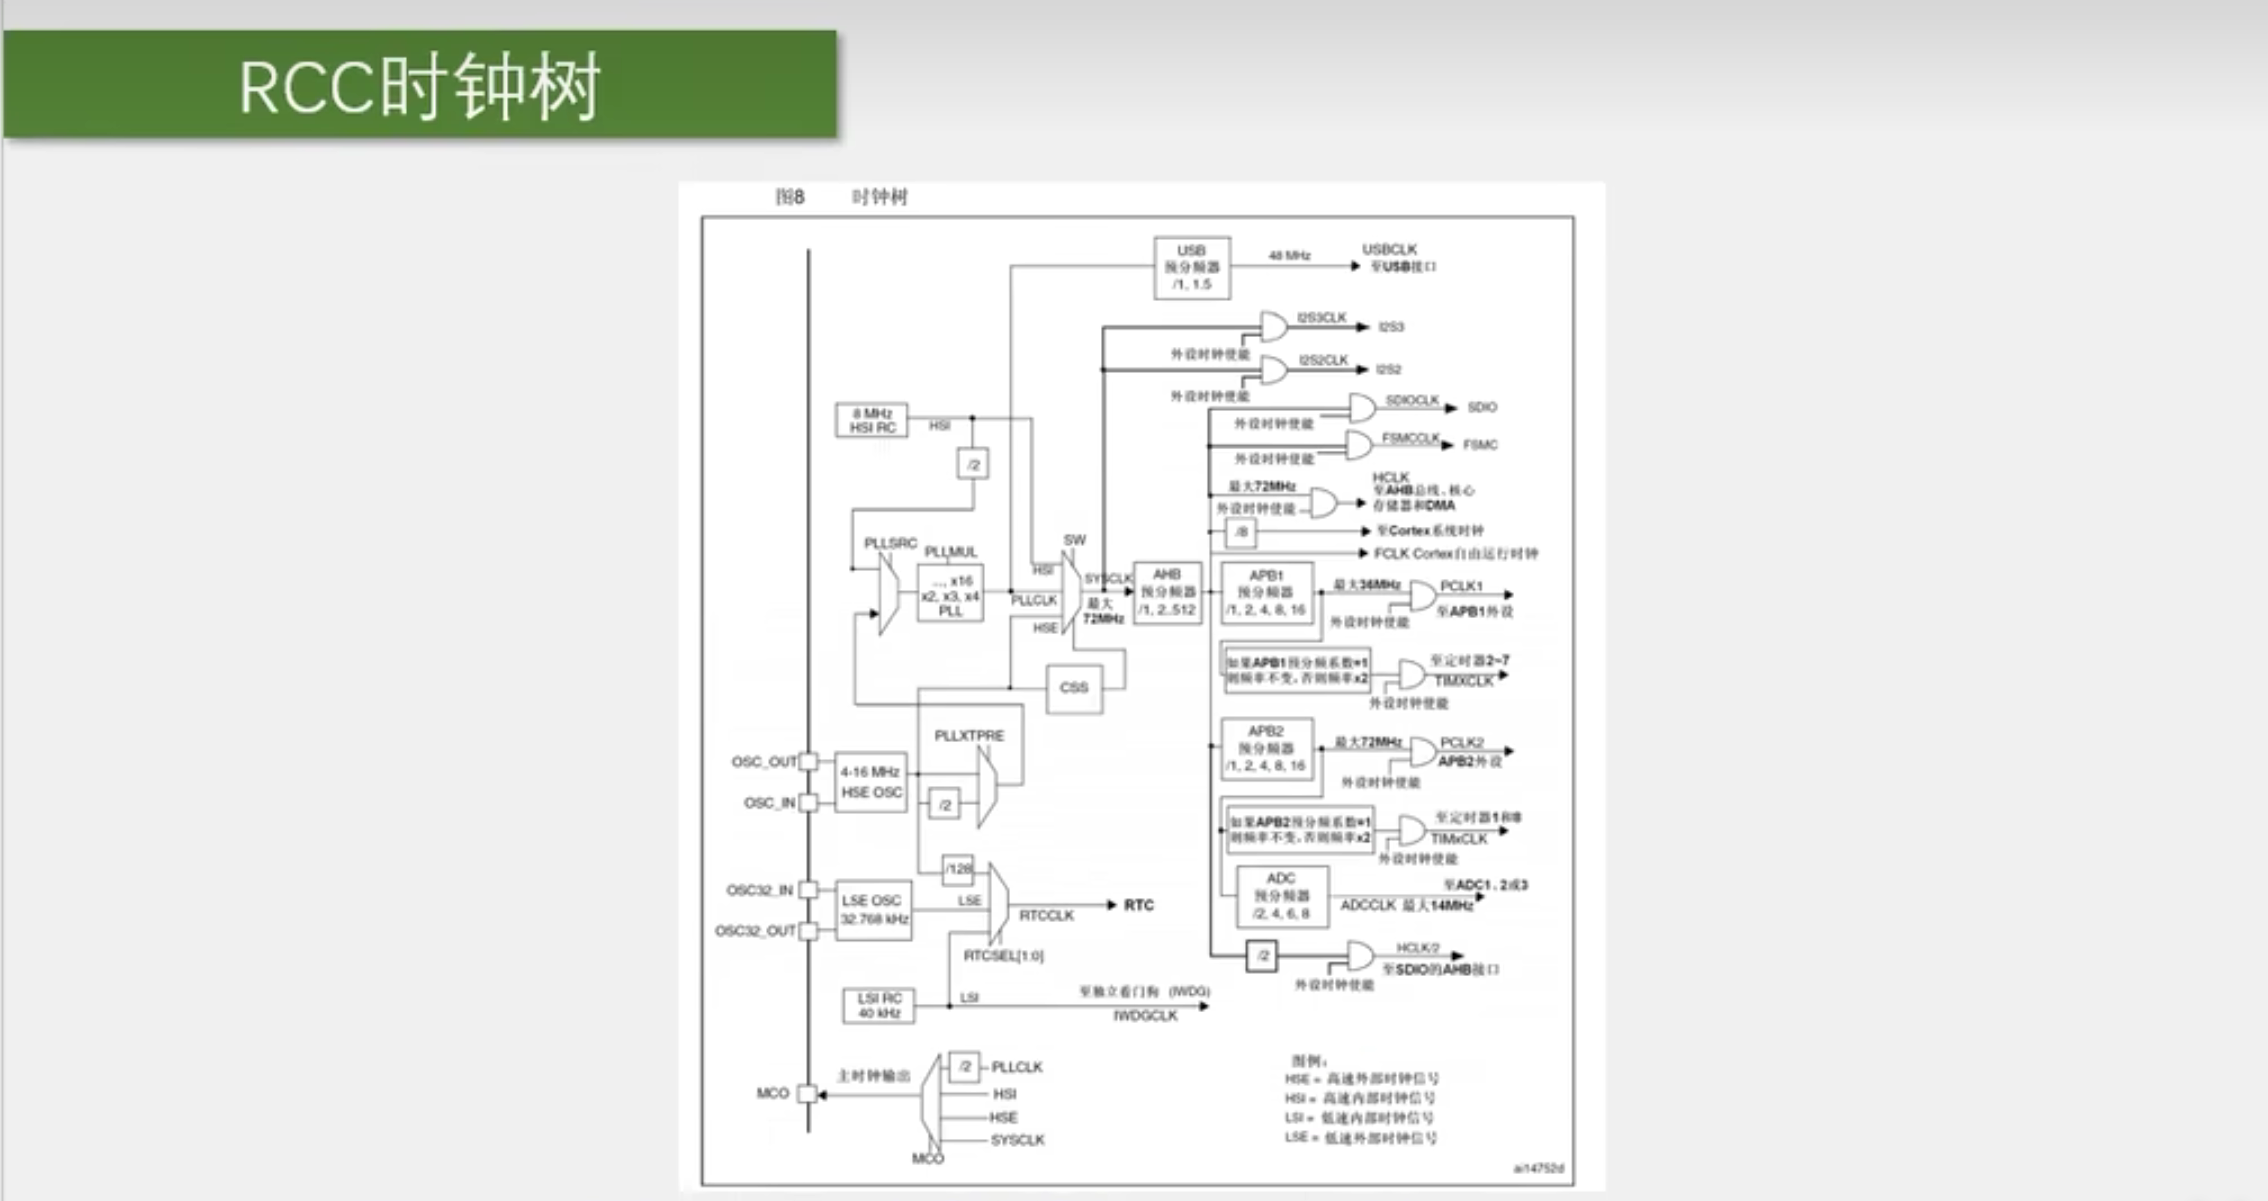 RCC时钟树
图8 时钟树
USB
预分频器
/1, 1.5
48 MHz
USBCLK
至USB接口
I2S3CLK
I2S3
外设时钟使能
I2S2CLK
I2S2
外设时钟使能
SDIOCLK
SDIO
外设时钟使能
FSMCCLK
FSMC
外设时钟使能
8 MHz
HSI RC
HSI
/2
最大72MHz
HCLK
至AHB总线、核心
存储器和DMA
外设时钟使能
/8
至Cortex系统时钟
FCLK Cortex自由运行时钟
PLLSRC
PLLMUL
..., x16
x2, x3, x4
PLL
SW
HSI
PLLCLK
HSE
SYSCLK
最大
72MHz
AHB
预分频器
/1, 2..512
APB1
预分频器
/1, 2, 4, 8, 16
最大36MHz
PCLK1
至APB1外设
外设时钟使能
如果APB1预分频系数=1
则频率不变,否则频率x2
至定时器2~7
TIMXCLK
外设时钟使能
CSS
APB2
预分频器
/1, 2, 4, 8, 16
最大72MHz
PCLK2
APB2外设
外设时钟使能
PLLXTPRE
OSC_OUT
OSC_IN
4-16 MHz
HSE OSC
/2
如果APB2预分频系数=1
则频率不变,否则频率x2
至定时器1和8
TIMxCLK
外设时钟使能
/128
OSC32_IN
OSC32_OUT
LSE OSC
32.768 kHz
LSE
RTCCLK
RTC
RTCSEL[1:0]
ADC
预分频器
/2, 4, 6, 8
至ADC1、2或3
ADCCLK 最大14MHz
/2
HCLK/2
至SDIO的AHB接口
外设时钟使能
LSI RC
40 kHz
LSI
至独立看门狗 (IWDG)
IWDGCLK
主时钟输出
MCO
/2
PLLCLK
HSI
HSE
SYSCLK
MCO
图例:
HSE = 高速外部时钟信号
HSI = 高速内部时钟信号
LSI = 低速内部时钟信号
LSE = 低速外部时钟信号
ai14752d